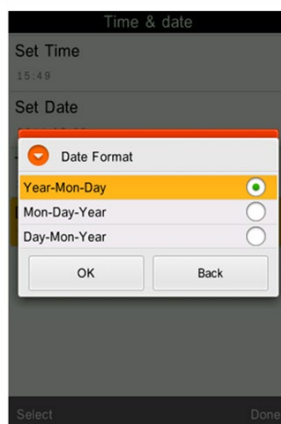 Time & date
Set Time
15:49
Set Date
Date Format
Year-Mon-Day
Mon-Day-Year
Day-Mon-Year
OK
Back
Select
Done